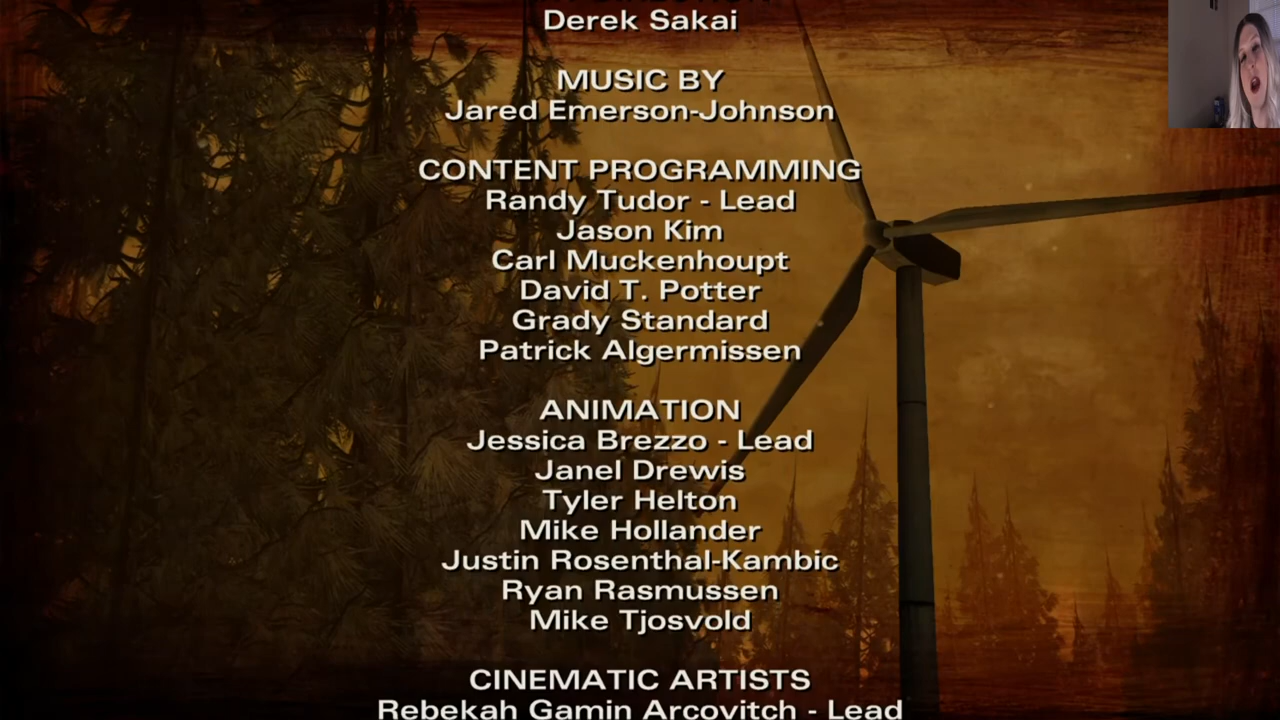 Derek Sakai
MUSIC BY
Jared Emerson-Johnson
CONTENT PROGRAMMING
Randy Tudor - Lead
Jason Kim
Carl Muckenhoupt
David T. Potter
Grady Standard
Patrick Algermissen
ANIMATION
Jessica Brezzo - Lead
Janel Drewis
Tyler Helton
Mike Hollander
Justin Rosenthal-Kambic
Ryan Rasmussen
Mike Tjosvold
CINEMATIC ARTISTS
Rebekah Gamin Arcovitch - Lead